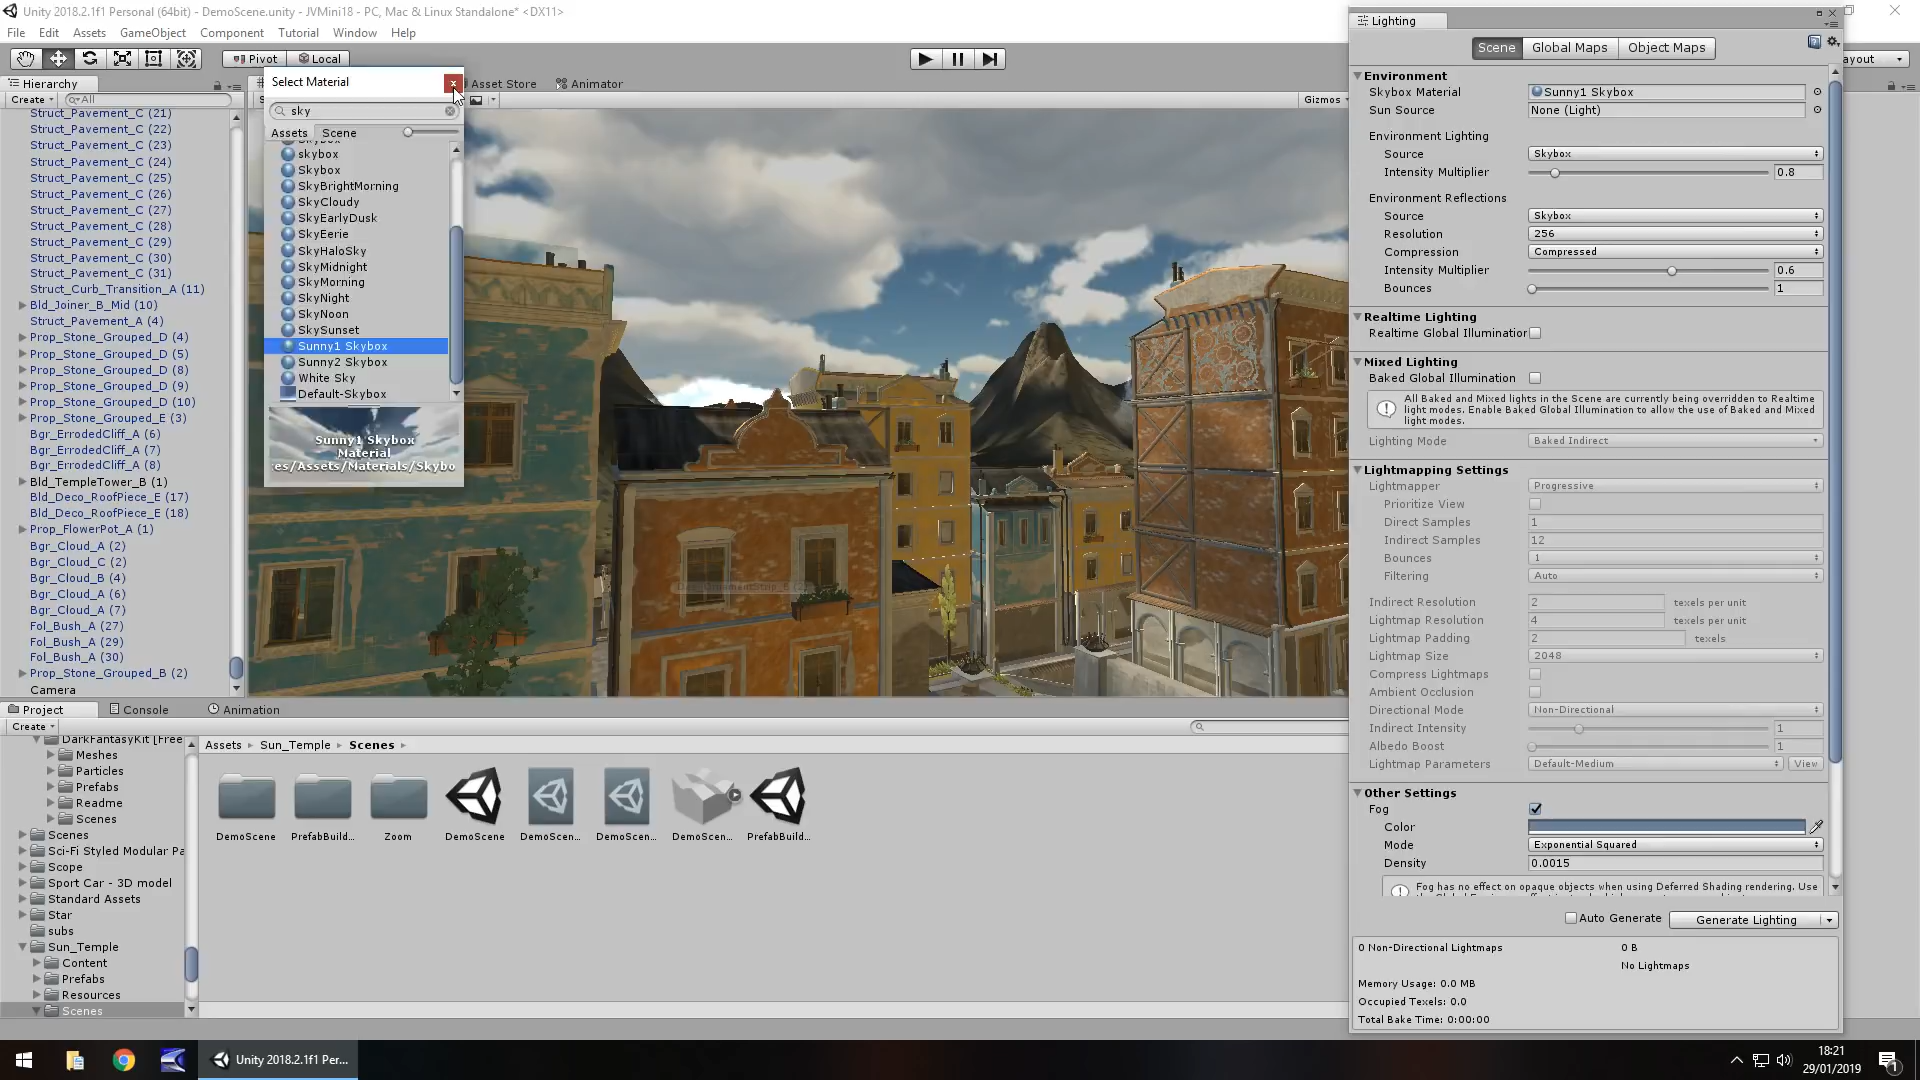 Unity 2018.2.1f1 Personal (64bit) - DemoScene.unity - JVMini18 - PC, Mac & Linux Standalone* <DX11>
File Edit Assets GameObject Component Tutorial Window Help
Pivot Local
Hierarchy
Create All
Struct_Pavement_C (21)
Struct_Pavement_C (22)
Struct_Pavement_C (23)
Struct_Pavement_C (24)
Struct_Pavement_C (25)
Struct_Pavement_C (26)
Struct_Pavement_C (27)
Struct_Pavement_C (28)
Struct_Pavement_C (29)
Struct_Pavement_C (30)
Struct_Pavement_C (31)
Struct_Curb_Transition_A (11)
Bld_Joiner_B_Mid (10)
Struct_Pavement_A (4)
Prop_Stone_Grouped_D (4)
Prop_Stone_Grouped_D (5)
Prop_Stone_Grouped_D (8)
Prop_Stone_Grouped_D (9)
Prop_Stone_Grouped_D (10)
Prop_Stone_Grouped_E (3)
Bgr_ErrodedCliff_A (6)
Bgr_ErrodedCliff_A (7)
Bgr_ErrodedCliff_A (8)
Bld_TempleTower_B (1)
Bld_Deco_RoofPiece_E (17)
Bld_Deco_RoofPiece_E (18)
Prop_FlowerPot_A (1)
Bgr_Cloud_A (2)
Bgr_Cloud_C (2)
Bgr_Cloud_B (4)
Bgr_Cloud_A (6)
Bgr_Cloud_A (7)
Fol_Bush_A (27)
Fol_Bush_A (29)
Fol_Bush_A (30)
Prop_Stone_Grouped_B (2)
Camera
Select Material
x
sky
Assets Scene
skybox
Skybox
SkyBrightMorning
SkyCloudy
SkyEarlyDusk
SkyEerie
SkyHaloSky
SkyMidnight
SkyMorning
SkyNight
SkyNoon
SkySunset
Sunny1 Skybox
Sunny2 Skybox
White Sky
Default-Skybox
Sunny1 Skybox
Material
es/Assets/Materials/Skybo
Asset Store Animator
Gizmos
ayout
Lighting
Scene Global Maps Object Maps
Environment
Skybox Material Sunny1 Skybox
Sun Source None (Light)
Environment Lighting
Source Skybox
Intensity Multiplier 0.8
Environment Reflections
Source Skybox
Resolution 256
Compression Compressed
Intensity Multiplier 0.6
Bounces 1
Realtime Lighting
Realtime Global Illumination
Mixed Lighting
Baked Global Illumination
All Baked and Mixed lights in the Scene are currently being overridden to Realtime
light modes. Enable Baked Global Illumination to allow the use of Baked and Mixed
light modes.
Lighting Mode Baked Indirect
Lightmapping Settings
Lightmapper Progressive
Prioritize View
Direct Samples 1
Indirect Samples 12
Bounces 1
Filtering Auto
Indirect Resolution 2 texels per unit
Lightmap Resolution 4 texels per unit
Lightmap Padding 2 texels
Lightmap Size 2048
Compress Lightmaps
Ambient Occlusion
Directional Mode Non-Directional
Indirect Intensity 1
Albedo Boost 1
Lightmap Parameters Default-Medium View
Other Settings
Fog
Color
Mode Exponential Squared
Density 0.0015
Fog has no effect on opaque objects when using Deferred Shading rendering. Use
Auto Generate Generate Lighting
0 Non-Directional Lightmaps 0 B
No Lightmaps
Memory Usage: 0.0 MB
Occupied Texels: 0.0
Total Bake Time: 0:00:00
Project Console Animation
Create
DarkFantasyKit [Free
Meshes
Particles
Prefabs
Readme
Scenes
Scenes
Sci-Fi Styled Modular Pa
Scope
Sport Car - 3D model
Standard Assets
Star
subs
Sun_Temple
Content
Prefabs
Resources
Scenes
Assets Sun_Temple Scenes
DemoScene PrefabBuild... Zoom DemoScene DemoScen... DemoScen... DemoScen... PrefabBuild...
Unity 2018.2.1f1 Per...
18:21
29/01/2019
1